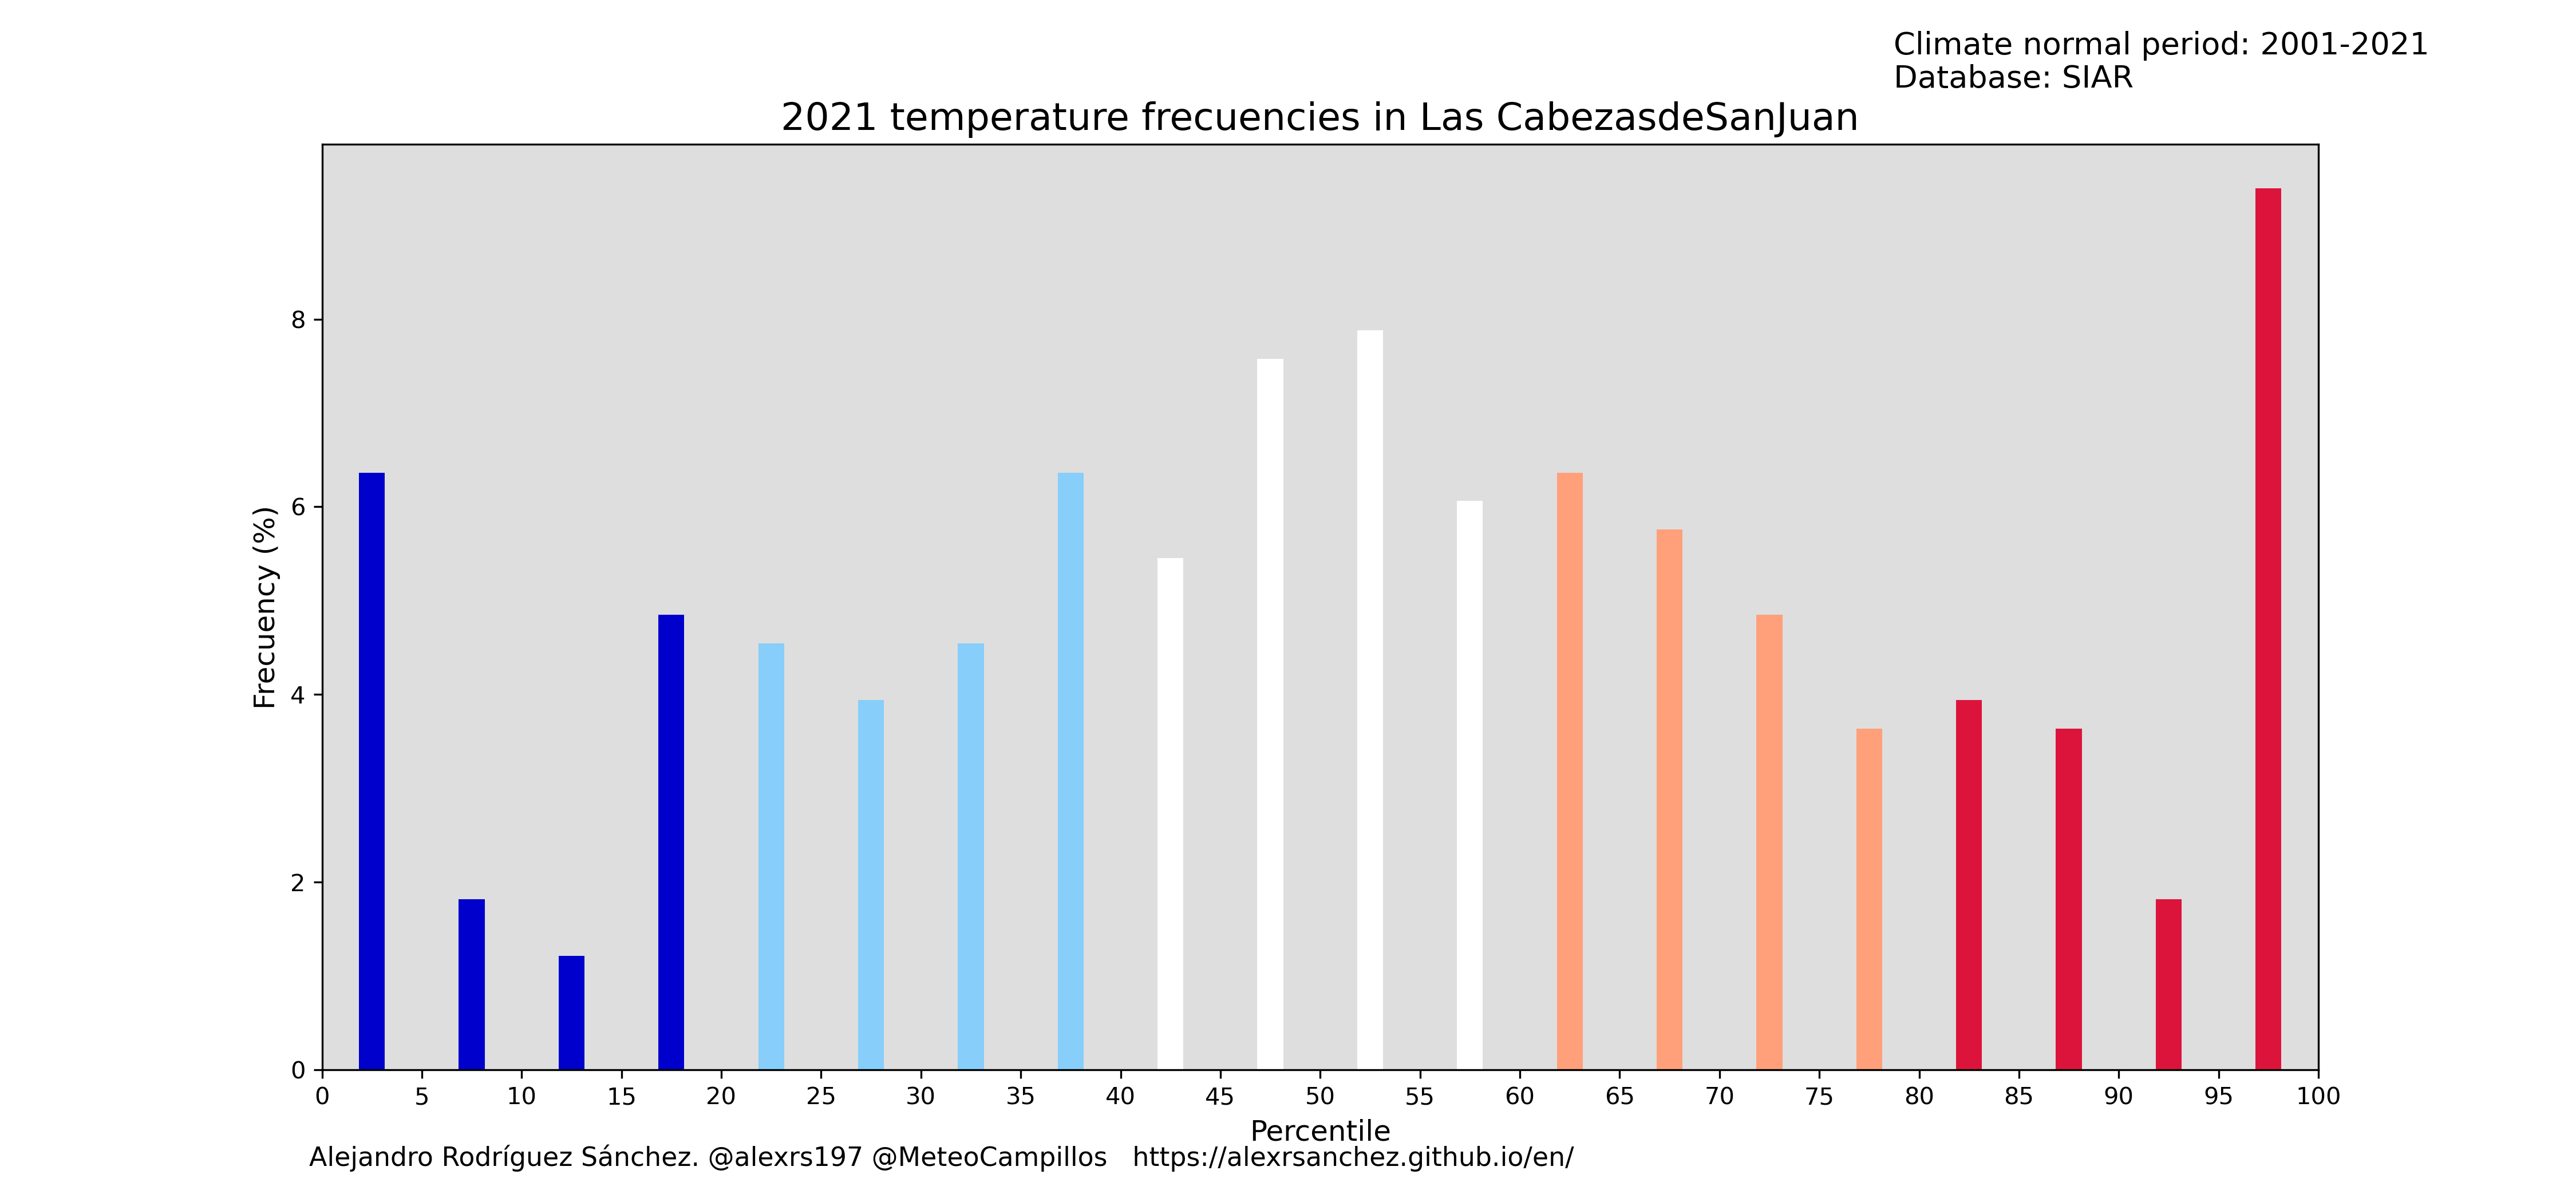 Climate normal period: 2001-2021
Database: SIAR
2021 temperature frecuencies in Las CabezasdeSanJuan
Frecuency (%)
8
6
4
2
0
0 5 10 15 20 25 30 35 40 45 50 55 60 65 70 75 80 85 90 95 100
Percentile
Alejandro Rodríguez Sánchez. @alexrs197 @MeteoCampillos https://alexrsanchez.github.io/en/